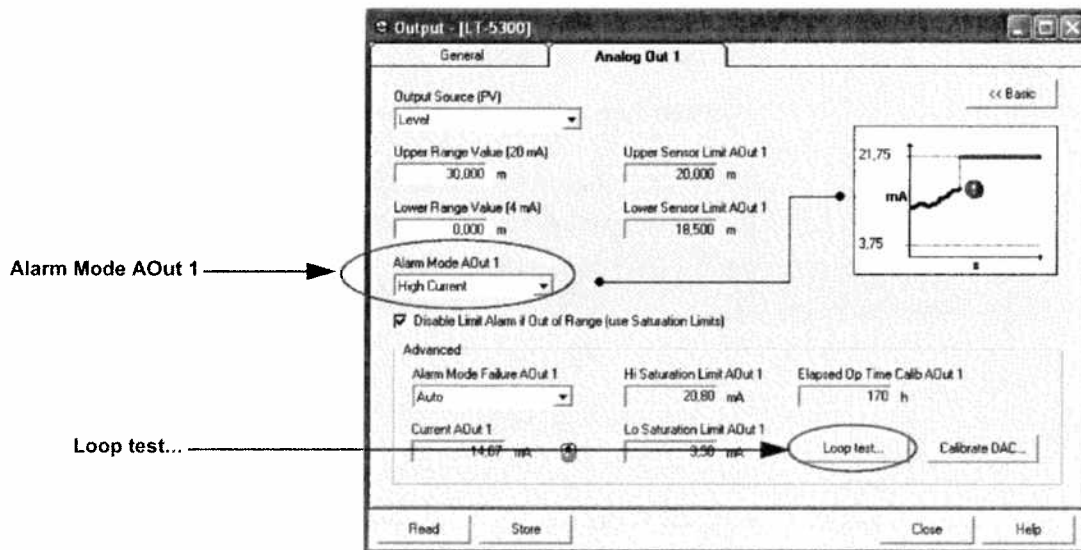 Output - [LT-5300]
General
Analog Out 1
<< Basic
Output Source (PV)
Level
Upper Range Value (20 mA)
30,000 m
Upper Sensor Limit AOut 1
20,000 m
Lower Range Value (4 mA)
0,000 m
Lower Sensor Limit AOut 1
18,500 m
21,75
mA
3,75
s
Alarm Mode AOut 1
Alarm Mode AOut 1
High Current
Disable Limit Alarm if Out of Range (use Saturation Limits)
Advanced
Alarm Mode Failure AOut 1
Auto
Hi Saturation Limit AOut 1
20,80 mA
Elapsed Op Time Calib AOut 1
170 h
Current AOut 1
14,67 mA
Lo Saturation Limit AOut 1
mA
Loop test...
Loop test...
Calibrate DAC...
Read
Store
Close
Help